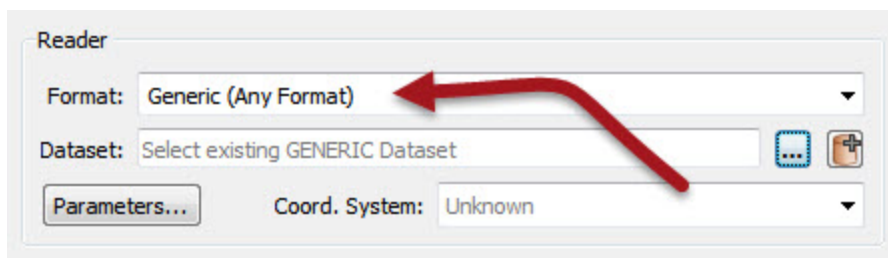 Reader
Format: Generic (Any Format)
Dataset: Select existing GENERIC Dataset ...
Parameters... Coord. System: Unknown